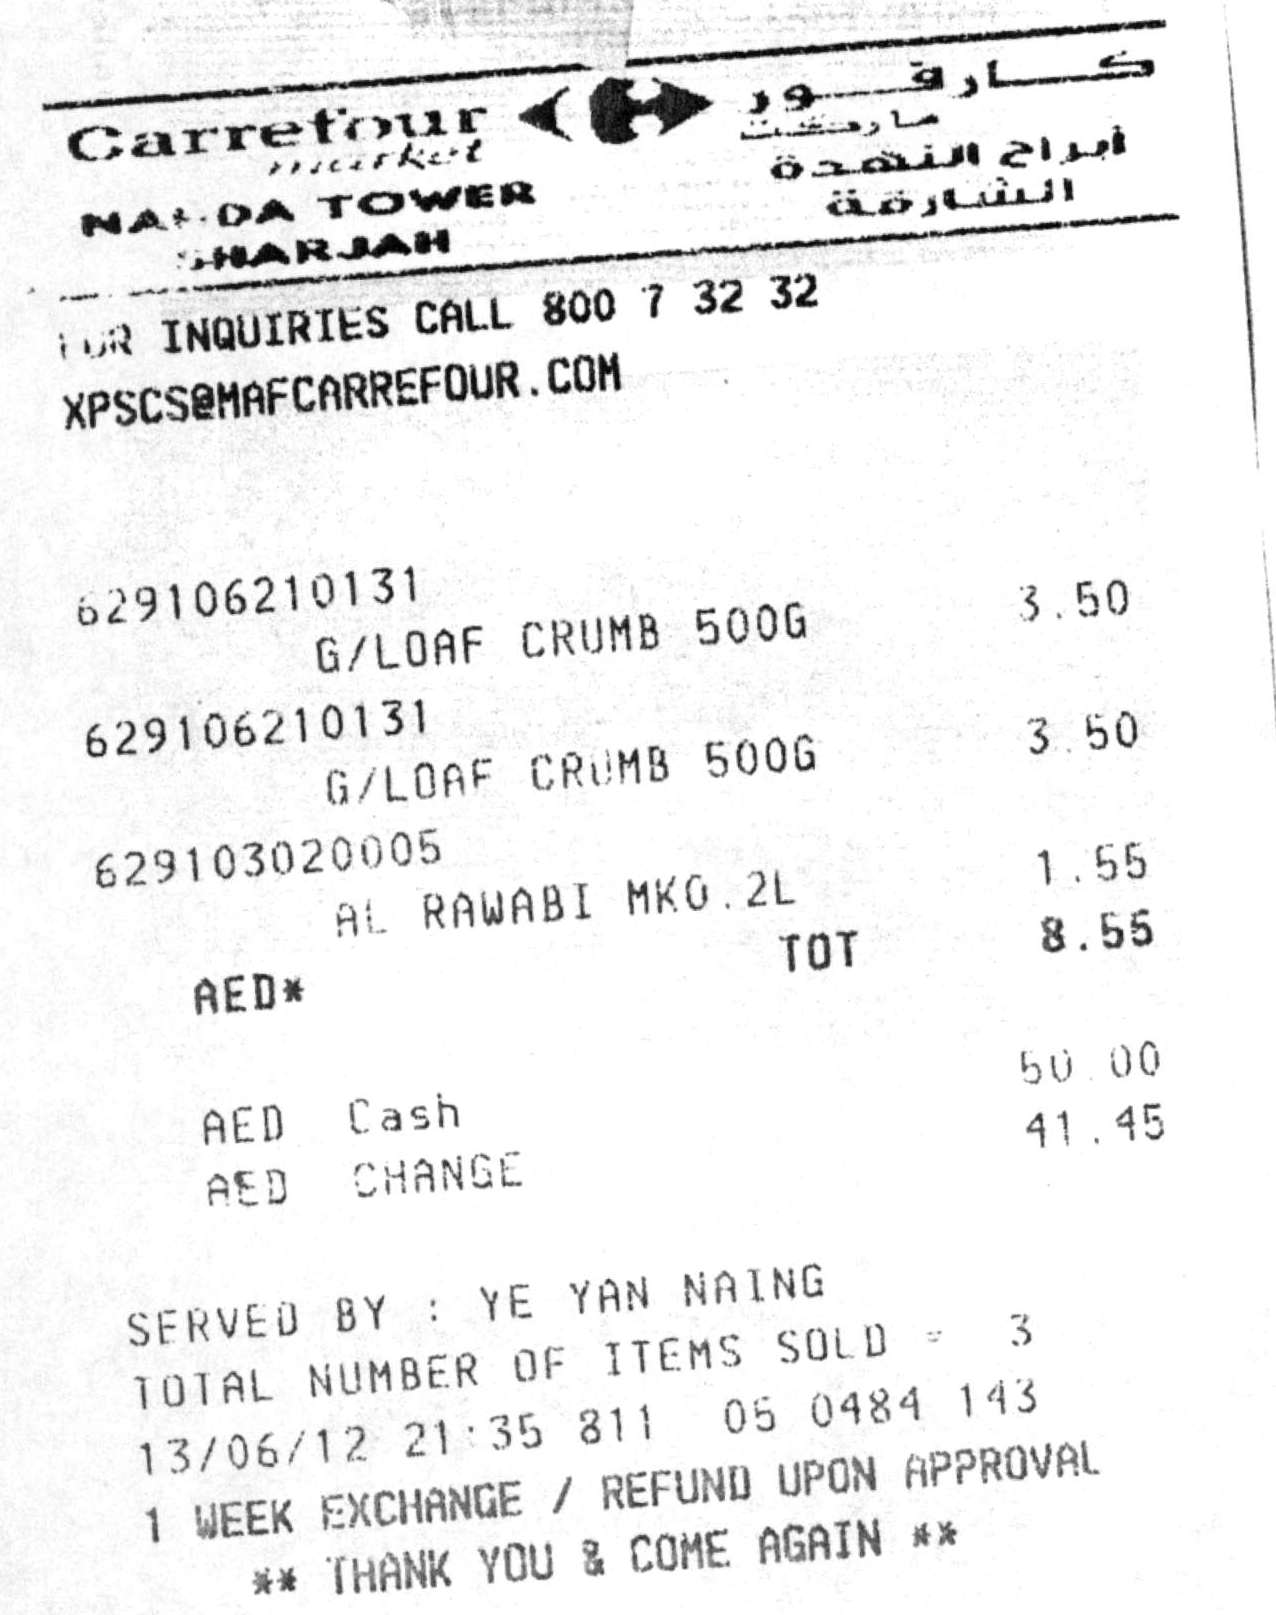 Carrefour كارفور
market ماركت
NAHDA TOWER أبراج النهدة
SHARJAH الشارقة
FOR INQUIRIES CALL 800 7 32 32
XPSCS@MAFCARREFOUR.COM
629106210131
G/LOAF CRUMB 500G 3.50
629106210131
G/LOAF CRUMB 500G 3.50
629103020005
AL RAWABI MK0.2L 1.55
AED* TOT 8.55
AED Cash 50.00
AED CHANGE 41.45
SERVED BY : YE YAN NAING
TOTAL NUMBER OF ITEMS SOLD = 3
13/06/12 21:35 811 05 0484 143
1 WEEK EXCHANGE / REFUND UPON APPROVAL
** THANK YOU & COME AGAIN **